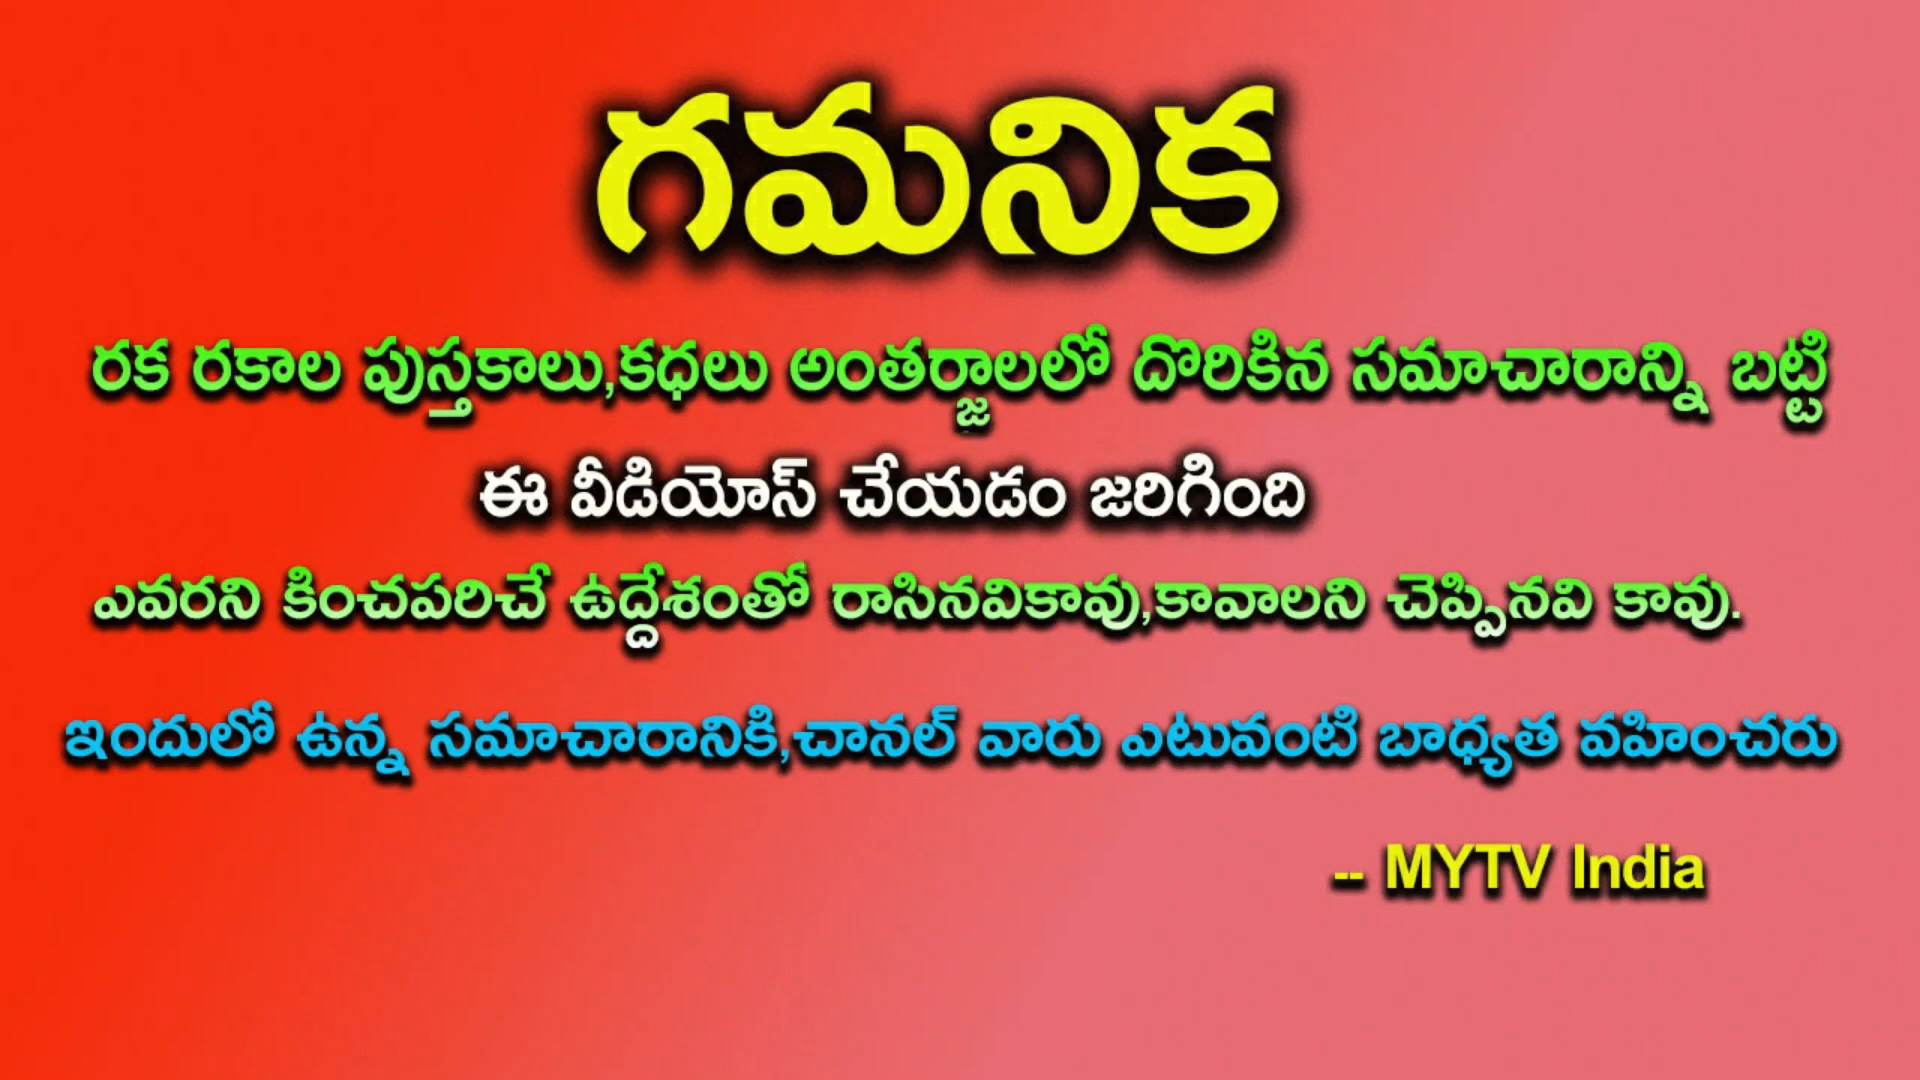 గమనిక
రక రకాల పుస్తకాలు,కధలు అంతర్జాలలో దొరికిన సమాచారాన్ని బట్టి
ఈ వీడియోస్ చేయడం జరిగింది
ఎవరని కించపరిచే ఉద్దేశంతో రాసినవికావు,కావాలని చెప్పినవి కావు.
ఇందులో ఉన్న సమాచారానికి,చానల్ వారు ఎటువంటి బాధ్యత వహించరు
-- MYTV India